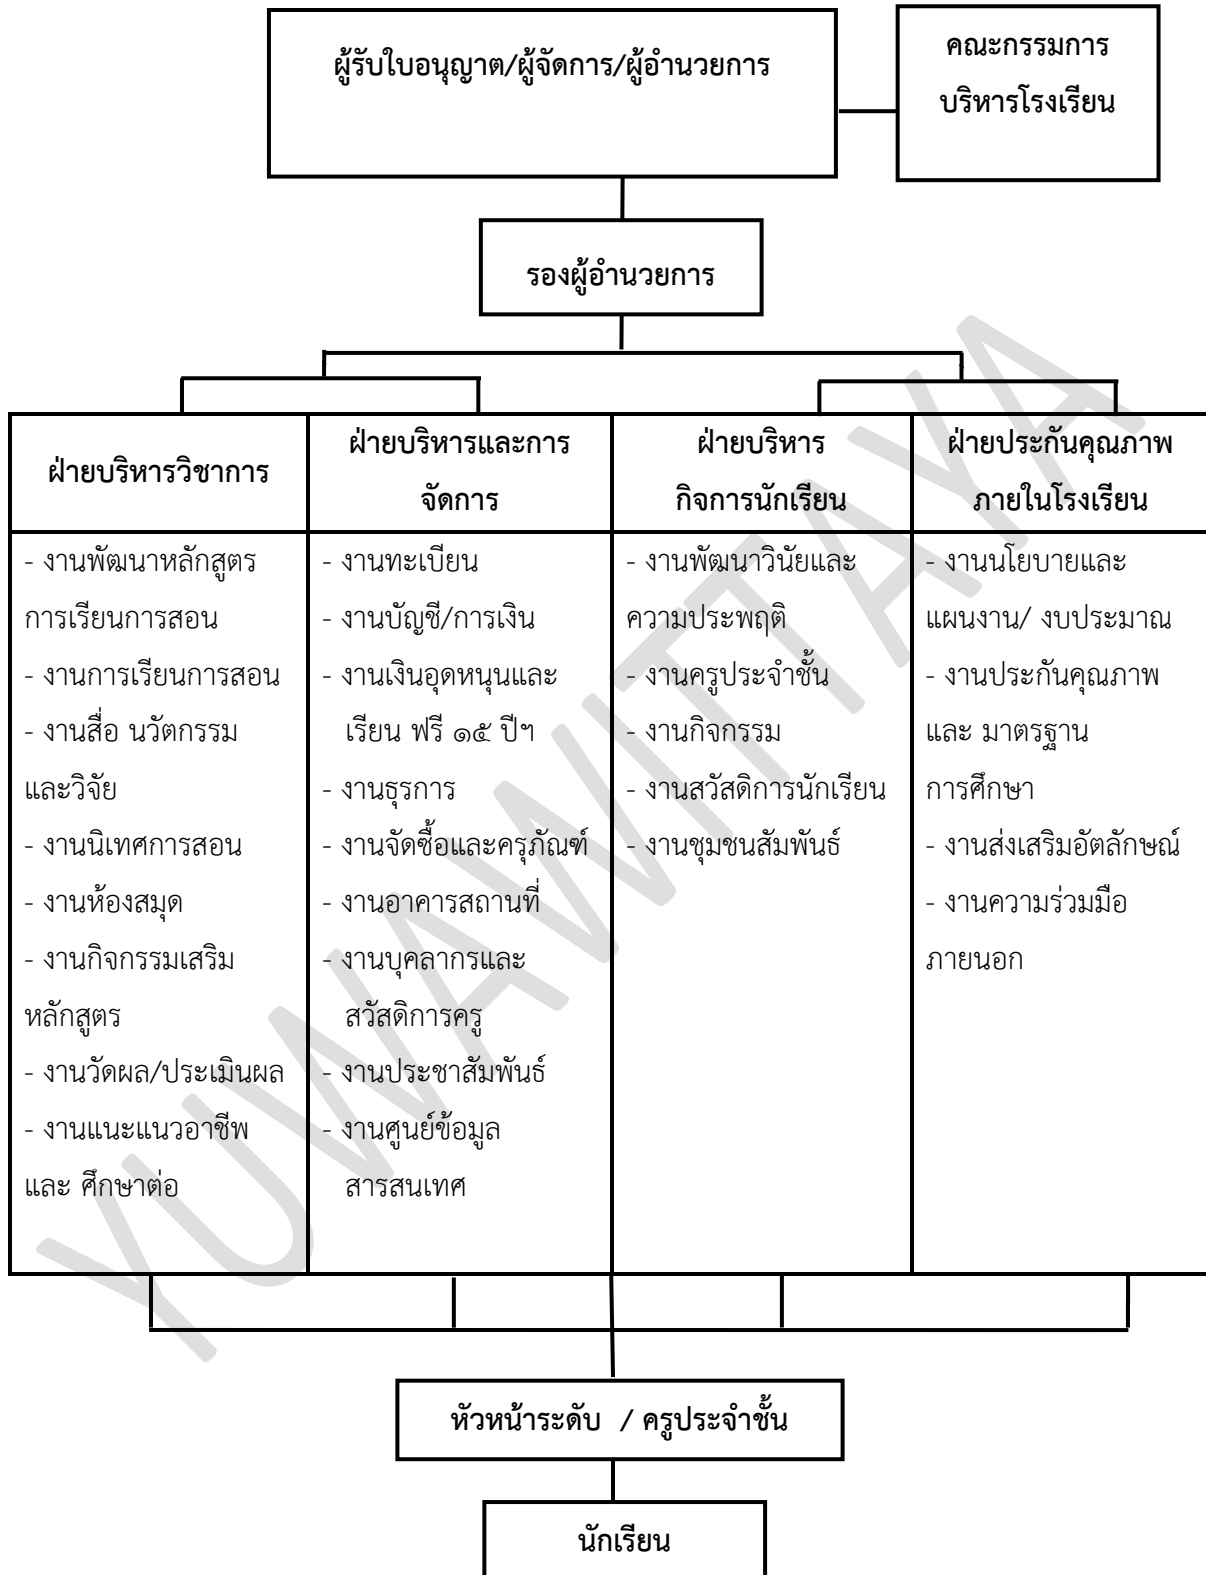 ผู้รับใบอนุญาต/ผู้จัดการ/ผู้อำนวยการ
คณะกรรมการ
บริหารโรงเรียน
รองผู้อำนวยการ
ฝ่ายบริหารวิชาการ
- งานพัฒนาหลักสูตร
การเรียนการสอน
- งานการเรียนการสอน
- งานสื่อ นวัตกรรม
และวิจัย
- งานนิเทศการสอน
- งานห้องสมุด
- งานกิจกรรมเสริม
หลักสูตร
- งานวัดผล/ประเมินผล
- งานแนะแนวอาชีพ
และ ศึกษาต่อ
ฝ่ายบริหารและการ
จัดการ
- งานทะเบียน
- งานบัญชี/การเงิน
- งานเงินอุดหนุนและ
เรียน ฟรี ๑๕ ปีฯ
- งานธุรการ
- งานจัดซื้อและครุภัณฑ์
- งานอาคารสถานที่
- งานบุคลากรและ
สวัสดิการครู
- งานประชาสัมพันธ์
- งานศูนย์ข้อมูล
สารสนเทศ
ฝ่ายบริหาร
กิจการนักเรียน
- งานพัฒนาวินัยและ
ความประพฤติ
- งานครูประจำชั้น
- งานกิจกรรม
- งานสวัสดิการนักเรียน
- งานชุมชนสัมพันธ์
ฝ่ายประกันคุณภาพ
ภายในโรงเรียน
- งานนโยบายและ
แผนงาน/ งบประมาณ
- งานประกันคุณภาพ
และ มาตรฐาน
การศึกษา
- งานส่งเสริมอัตลักษณ์
- งานความร่วมมือ
ภายนอก
หัวหน้าระดับ / ครูประจำชั้น
นักเรียน
YUWAWITTAYA